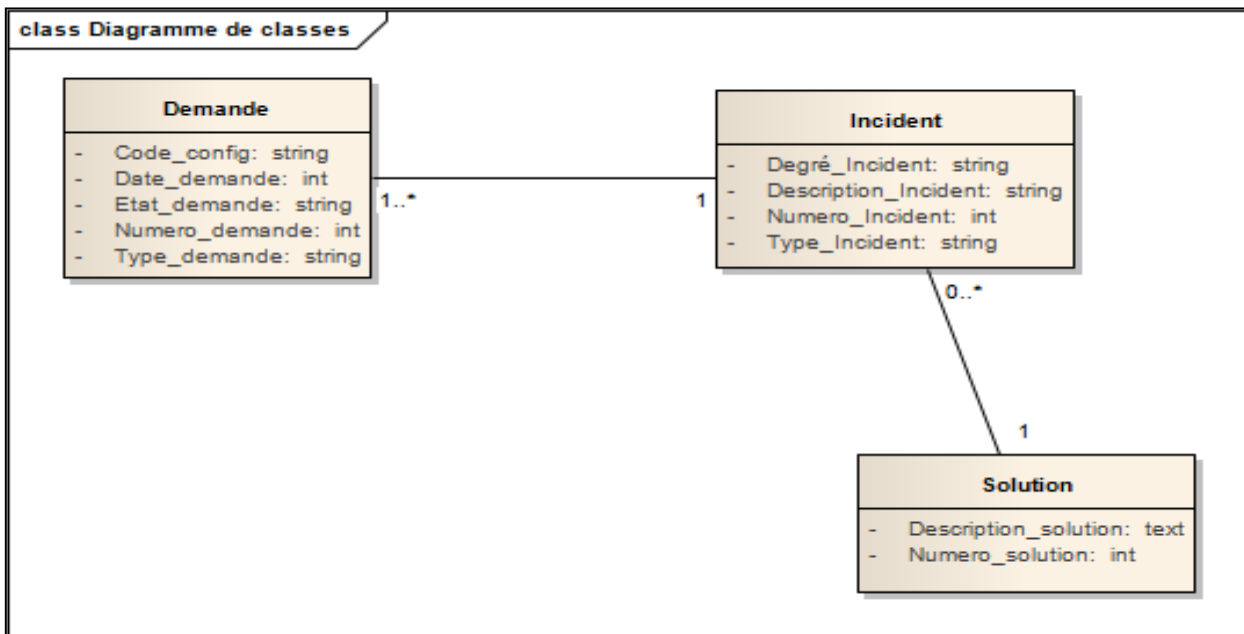 class Diagramme de classes
Demande
- Code_config: string
- Date_demande: int
- Etat_demande: string
- Numero_demande: int
- Type_demande: string
1..*
1
Incident
- Degré_Incident: string
- Description_Incident: string
- Numero_Incident: int
- Type_Incident: string
0..*
1
Solution
- Description_solution: text
- Numero_solution: int